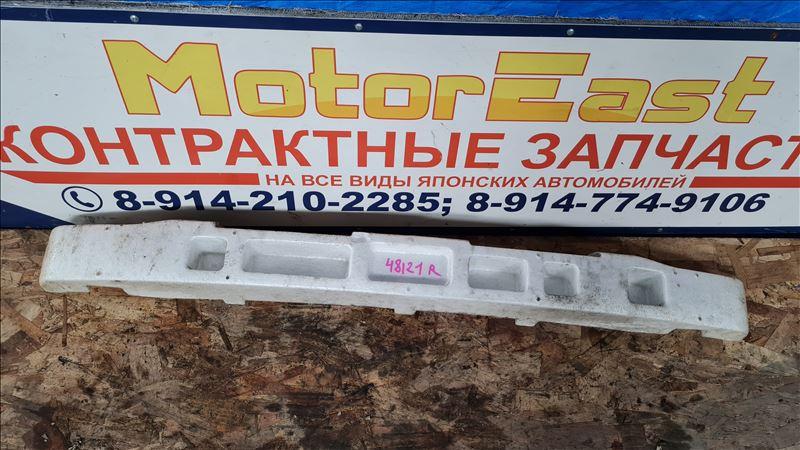 MotorEast
КОНТРАКТНЫЕ ЗАПЧАСТ
НА ВСЕ ВИДЫ ЯПОНСКИХ АВТОМОБИЛЕЙ
8-914-210-2285; 8-914-774-9106
48121 R